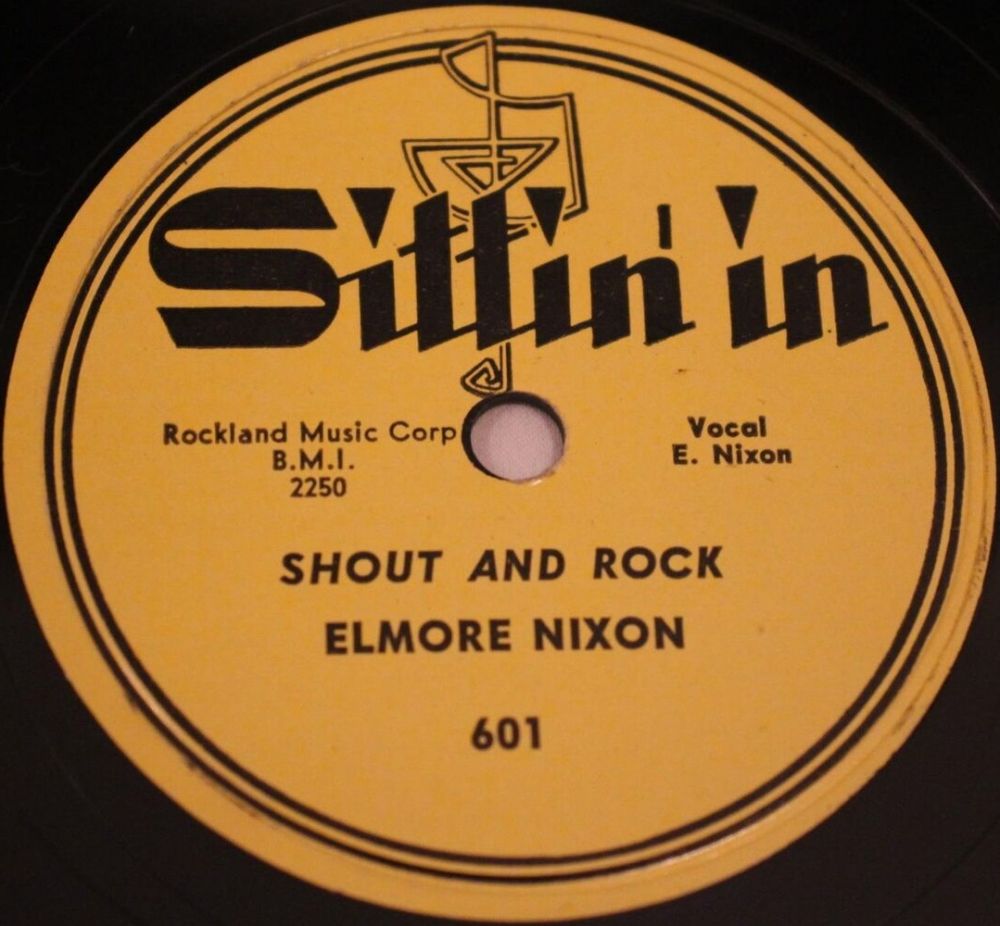 Sittin' in
Rockland Music Corp
B.M.I.
2250
Vocal
E. Nixon
SHOUT AND ROCK
ELMORE NIXON
601